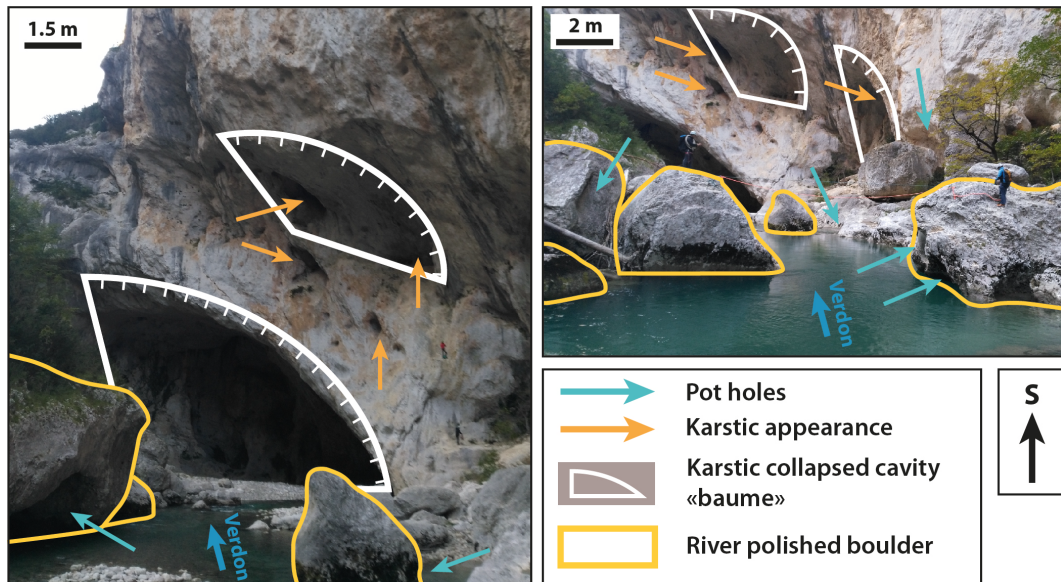 1.5 m
Verdon
2 m
Verdon
Pot holes
Karstic appearance
Karstic collapsed cavity
«baume»
River polished boulder
S